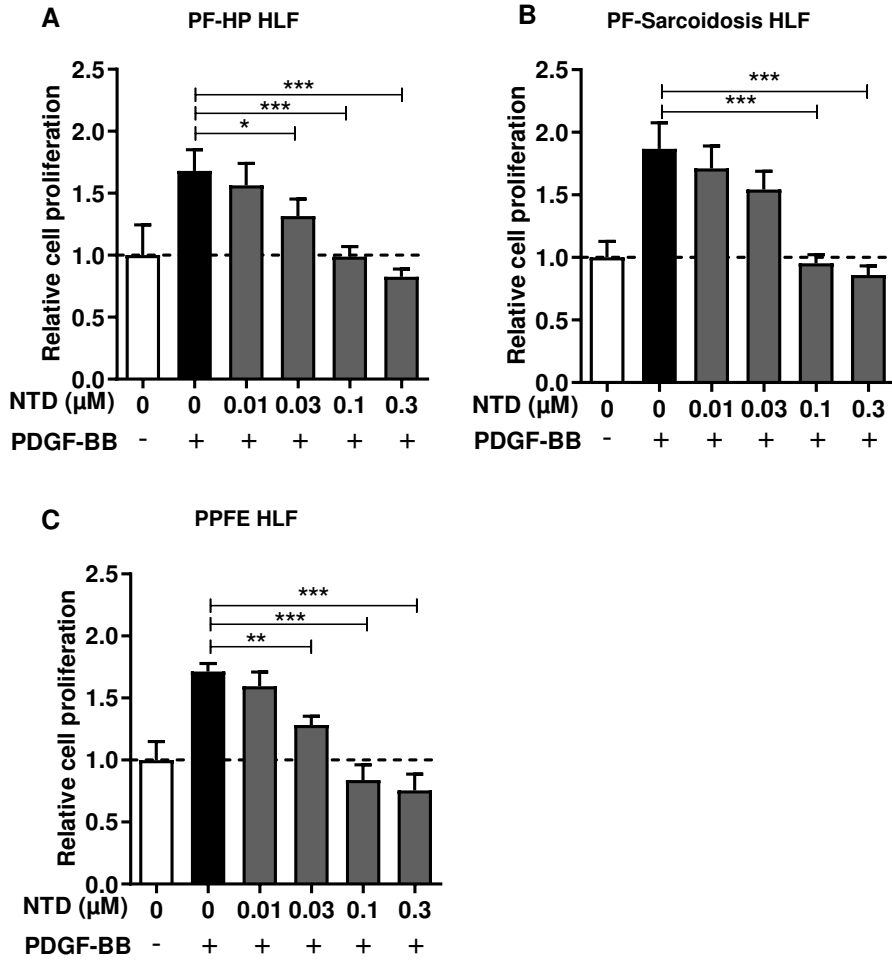 A
PF-HP HLF
Relative cell proliferation
2.5
2.0
1.5
1.0
0.5
0.0
***
***
*
NTD (µM) 0 0 0.01 0.03 0.1 0.3
PDGF-BB - + + + + +
B
PF-Sarcoidosis HLF
Relative cell proliferation
2.5
2.0
1.5
1.0
0.5
0.0
***
***
NTD (µM) 0 0 0.01 0.03 0.1 0.3
PDGF-BB - + + + + +
C
PPFE HLF
Relative cell proliferation
2.5
2.0
1.5
1.0
0.5
0.0
***
***
**
NTD (µM) 0 0 0.01 0.03 0.1 0.3
PDGF-BB - + + + + +